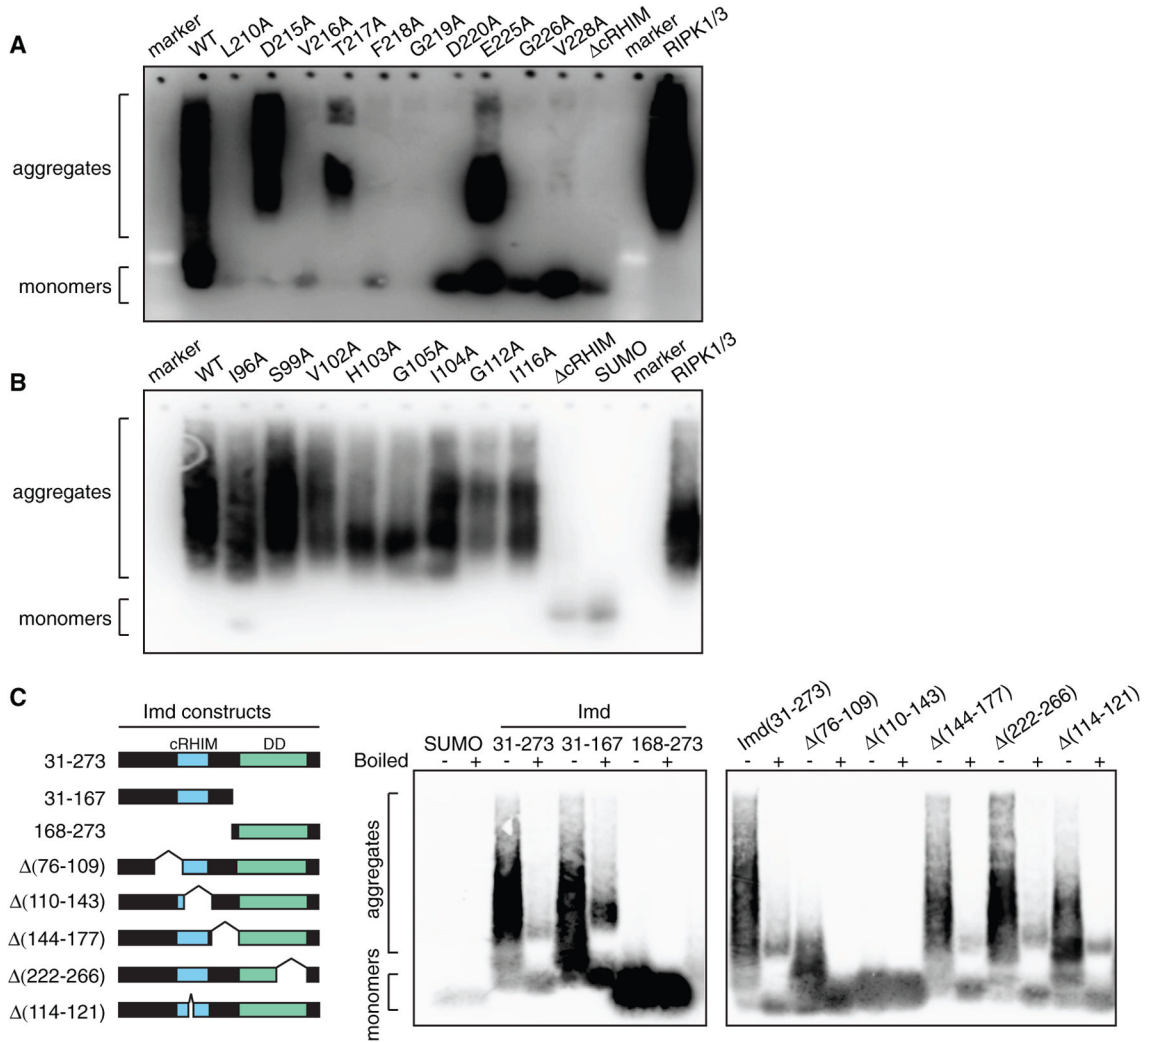 A
marker WT L210A D215A V216A T217A F218A G219A D220A E225A G226A V228A ΔcRHIM marker RIPK1/3
aggregates
monomers
B
marker WT I96A S99A V102A H103A G105A I104A G112A I116A ΔcRHIM SUMO marker RIPK1/3
aggregates
monomers
C
Imd constructs
cRHIM DD
31-273
31-167
168-273
Δ(76-109)
Δ(110-143)
Δ(144-177)
Δ(222-266)
Δ(114-121)
Imd
SUMO 31-273 31-167 168-273
Boiled - + - + - + - +
aggregates
monomers
Imd(31-273) Δ(76-109) Δ(110-143) Δ(144-177) Δ(222-266) Δ(114-121)
- + - + - + - + - + - +